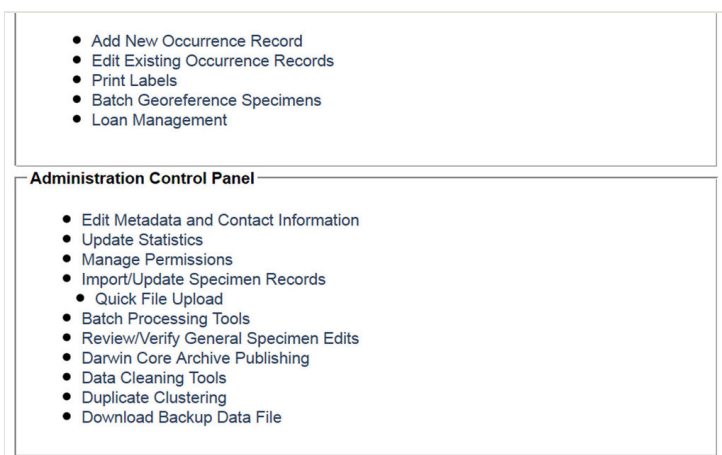 Add New Occurrence Record
Edit Existing Occurrence Records
Print Labels
Batch Georeference Specimens
Loan Management
Administration Control Panel
Edit Metadata and Contact Information
Update Statistics
Manage Permissions
Import/Update Specimen Records
Quick File Upload
Batch Processing Tools
Review/Verify General Specimen Edits
Darwin Core Archive Publishing
Data Cleaning Tools
Duplicate Clustering
Download Backup Data File